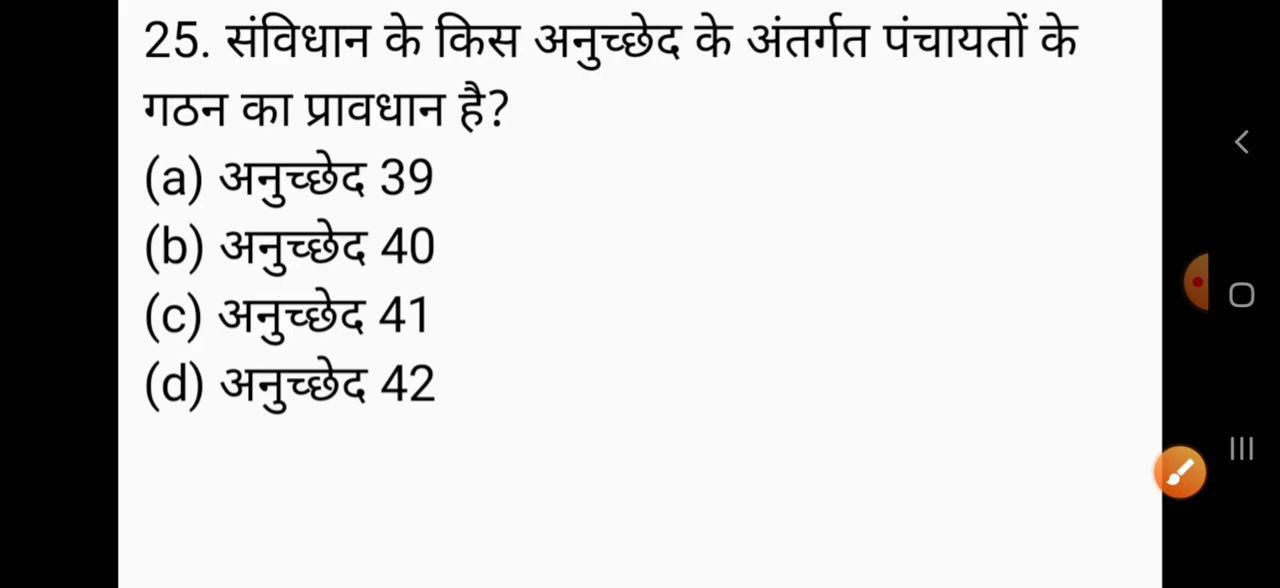 25. संविधान के किस अनुच्छेद के अंतर्गत पंचायतों के
गठन का प्रावधान है?
(a) अनुच्छेद 39
(b) अनुच्छेद 40
(c) अनुच्छेद 41
(d) अनुच्छेद 42